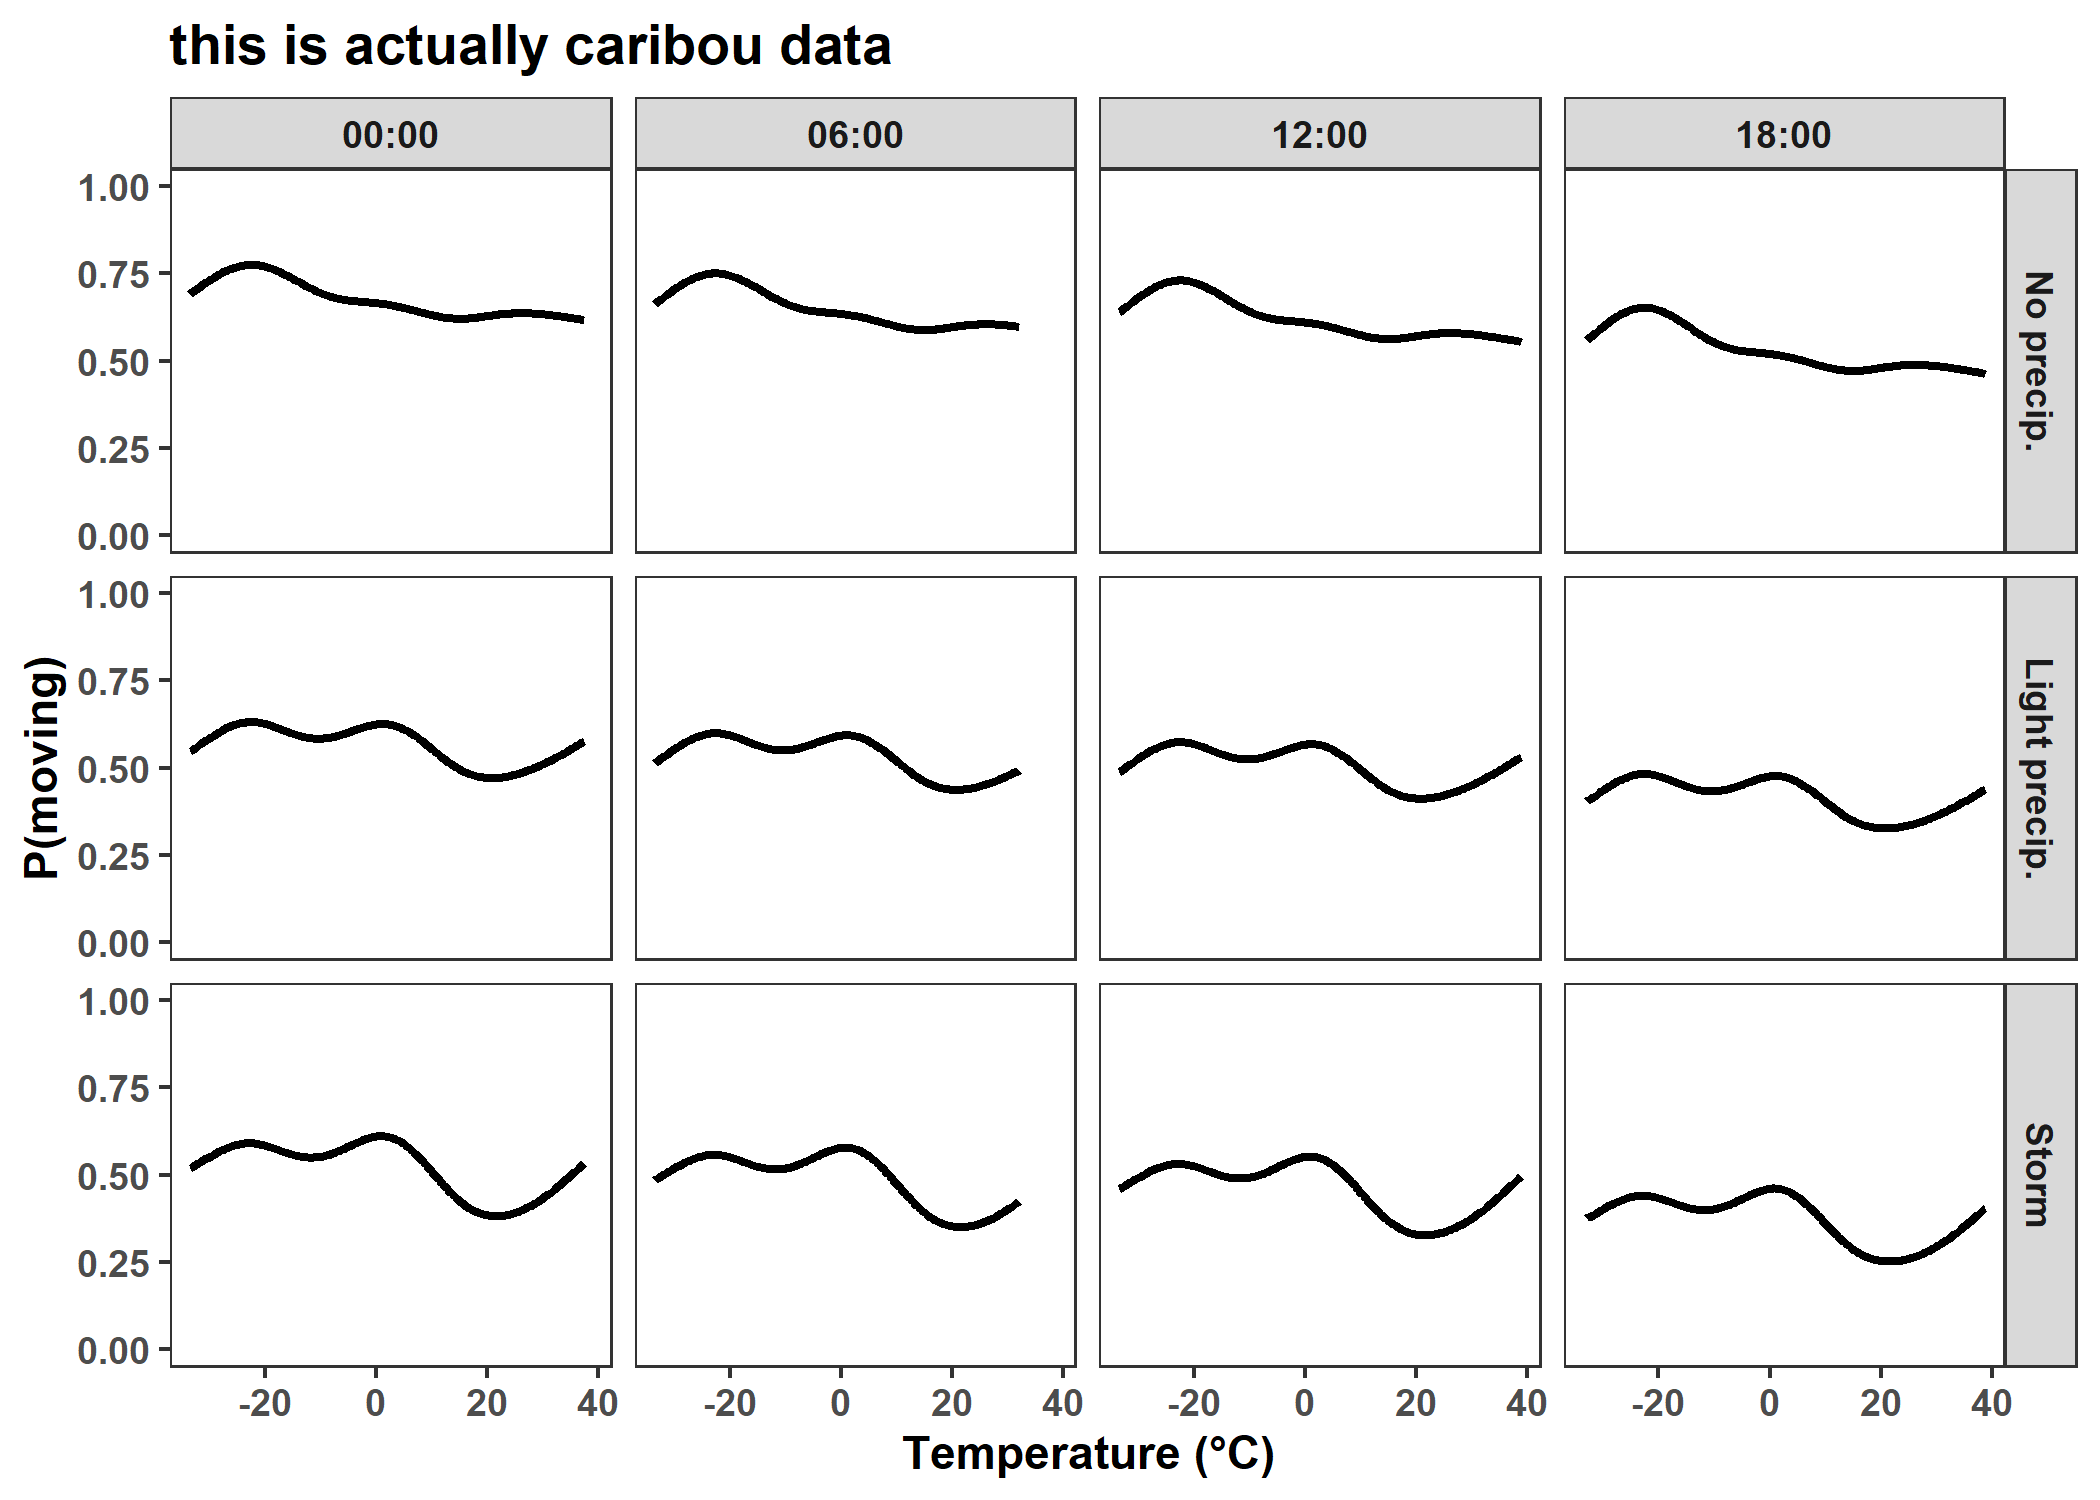 this is actually caribou data
00:00 06:00 12:00 18:00
1.00
0.75
0.50
0.25
0.00
No precip.
1.00
0.75
0.50
0.25
0.00
Light precip.
1.00
0.75
0.50
0.25
0.00
Storm
P(moving)
-20 0 20 40 -20 0 20 40 -20 0 20 40 -20 0 20 40
Temperature (°C)